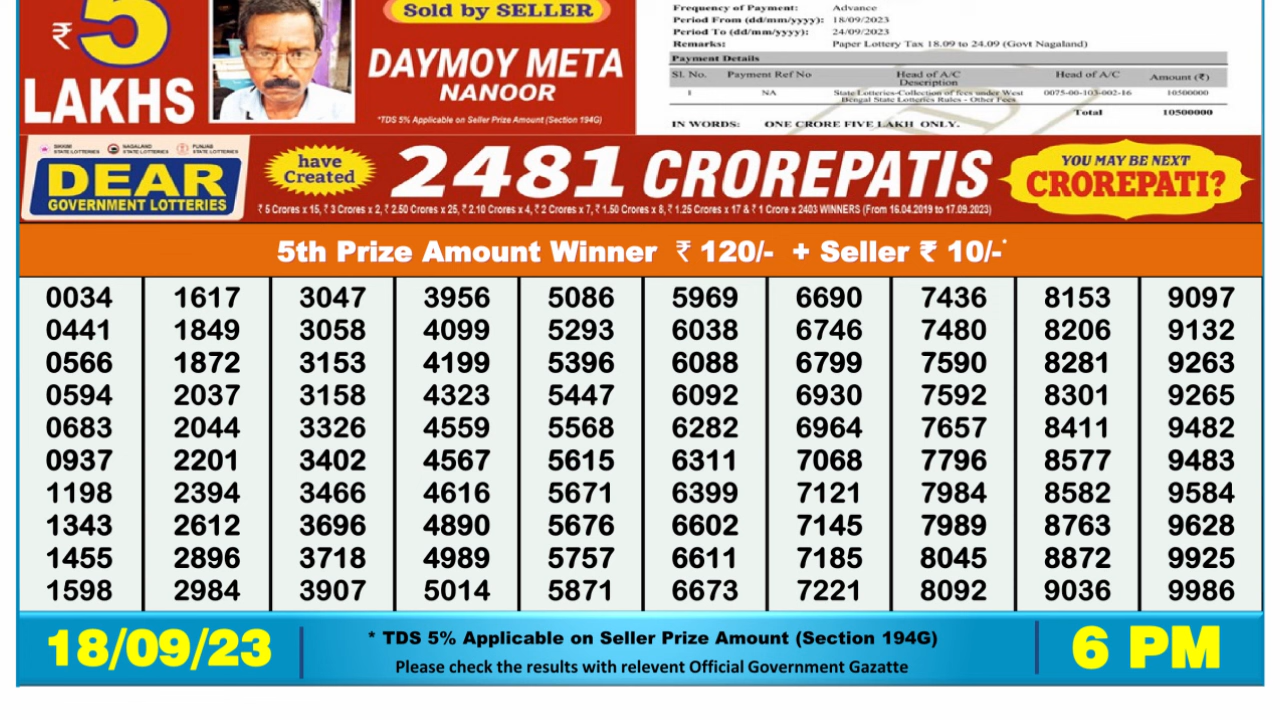 ₹ 5
LAKHS
Sold by SELLER
DAYMOY META
NANOOR
*TDS 5% Applicable on Seller Prize Amount (Section 194G)
Frequency of Payment: Advance
Period From (dd/mm/yyyy): 18/09/2023
Period To (dd/mm/yyyy): 24/09/2023
Remarks: Paper Lottery Tax 18.09 to 24.09 (Govt Nagaland)
Payment Details
Sl. No. Payment Ref No Head of A/C Description Head of A/C Amount (₹)
1 NA State Lotteries-Collection of fees under West Bengal State Lotteries Rules - Other Fees 0075-00-103-002-16 10500000
Total 10500000
IN WORDS: ONE CRORE FIVE LAKH ONLY.
SIKKIM STATE LOTTERIES NAGALAND STATE LOTTERIES PUNJAB STATE LOTTERIES
DEAR
GOVERNMENT LOTTERIES
have
Created
2481 CROREPATIS
₹ 5 Crores x 15, ₹ 3 Crores x 2, ₹ 2.50 Crores x 25, ₹ 2.10 Crores x 4, ₹ 2 Crores x 7, ₹ 1.50 Crores x 8, ₹ 1.25 Crores x 17 & ₹ 1 Crore x 2403 WINNERS (From 16.04.2019 to 17.09.2023)
YOU MAY BE NEXT
CROREPATI?
5th Prize Amount Winner ₹ 120/- + Seller ₹ 10/-*
0034 1617 3047 3956 5086 5969 6690 7436 8153 9097
0441 1849 3058 4099 5293 6038 6746 7480 8206 9132
0566 1872 3153 4199 5396 6088 6799 7590 8281 9263
0594 2037 3158 4323 5447 6092 6930 7592 8301 9265
0683 2044 3326 4559 5568 6282 6964 7657 8411 9482
0937 2201 3402 4567 5615 6311 7068 7796 8577 9483
1198 2394 3466 4616 5671 6399 7121 7984 8582 9584
1343 2612 3696 4890 5676 6602 7145 7989 8763 9628
1455 2896 3718 4989 5757 6611 7185 8045 8872 9925
1598 2984 3907 5014 5871 6673 7221 8092 9036 9986
18/09/23
* TDS 5% Applicable on Seller Prize Amount (Section 194G)
Please check the results with relevent Official Government Gazatte
6 PM